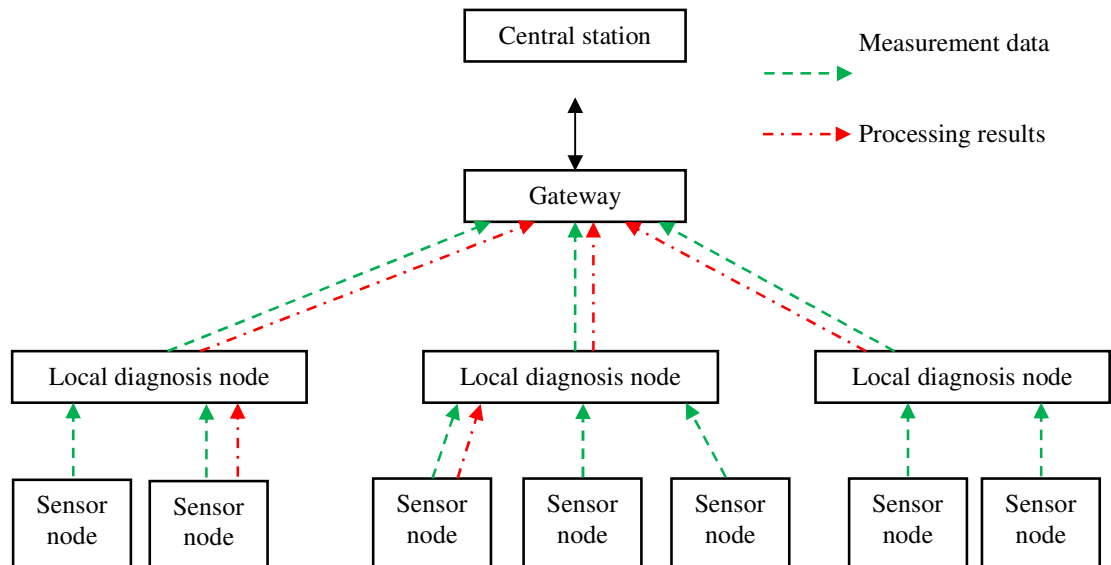 Central station
Measurement data
Processing results
Gateway
Local diagnosis node
Local diagnosis node
Local diagnosis node
Sensor
node
Sensor
node
Sensor
node
Sensor
node
Sensor
node
Sensor
node
Sensor
node